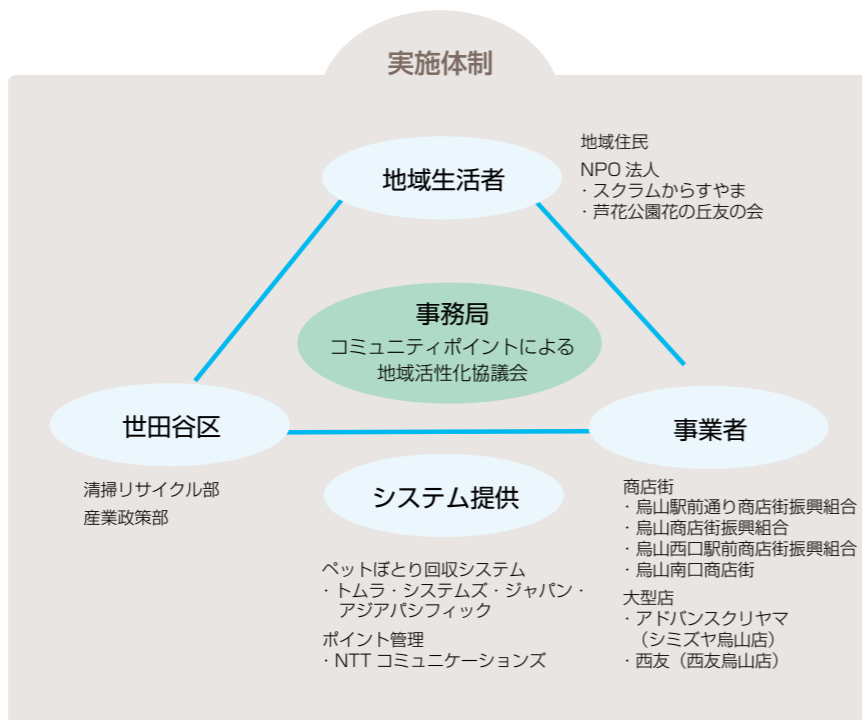 実施体制
地域生活者
地域住民
NPO 法人
・スクラムからすやま
・芦花公園花の丘友の会
事務局
コミュニティポイントによる
地域活性化協議会
世田谷区
清掃リサイクル部
産業政策部
事業者
商店街
・烏山駅前通り商店街振興組合
・烏山商店街振興組合
・烏山西口駅前商店街振興組合
・烏山南口商店街
大型店
・アドバンスクリヤマ
（シミズヤ烏山店）
・西友（西友烏山店）
システム提供
ペットぼとり回収システム
・トムラ・システムズ・ジャパン・
アジアパシフィック
ポイント管理
・NTT コミュニケーションズ